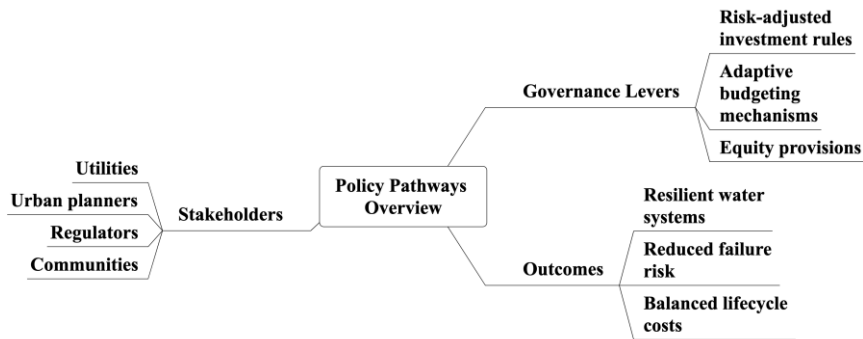 Policy Pathways
Overview
Governance Levers
Risk-adjusted
investment rules
Adaptive
budgeting
mechanisms
Equity provisions
Outcomes
Resilient water
systems
Reduced failure
risk
Balanced lifecycle
costs
Stakeholders
Utilities
Urban planners
Regulators
Communities